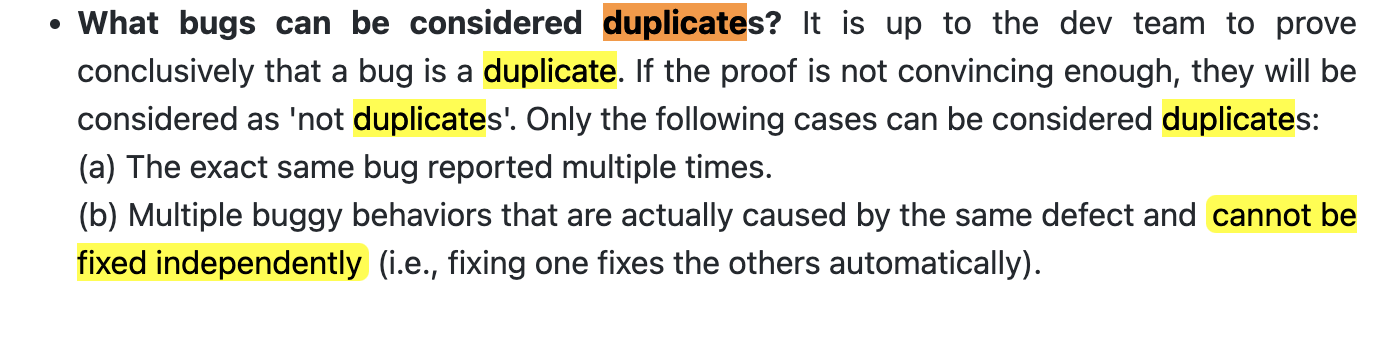 • What bugs can be considered duplicates? It is up to the dev team to prove
conclusively that a bug is a duplicate. If the proof is not convincing enough, they will be
considered as 'not duplicates'. Only the following cases can be considered duplicates:
(a) The exact same bug reported multiple times.
(b) Multiple buggy behaviors that are actually caused by the same defect and cannot be
fixed independently (i.e., fixing one fixes the others automatically).